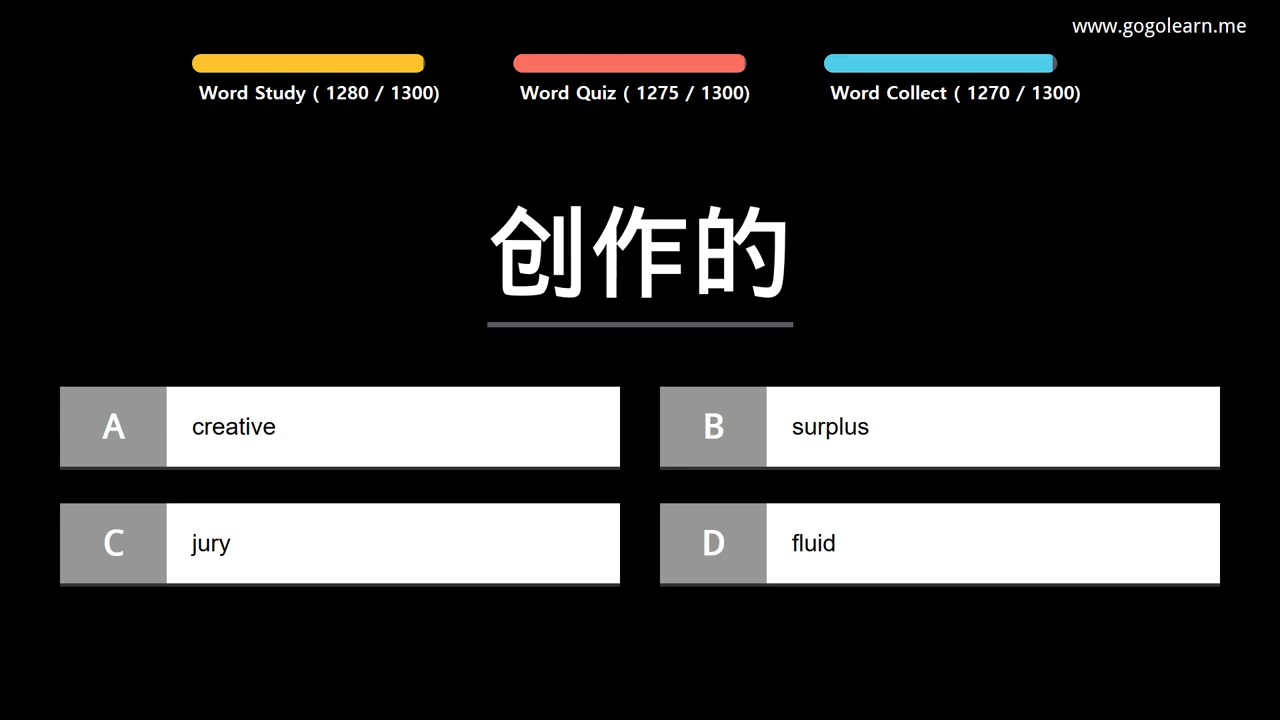 www.gogolearn.me
Word Study ( 1280 / 1300)
Word Quiz ( 1275 / 1300)
Word Collect ( 1270 / 1300)
创作的
A creative
B surplus
C jury
D fluid